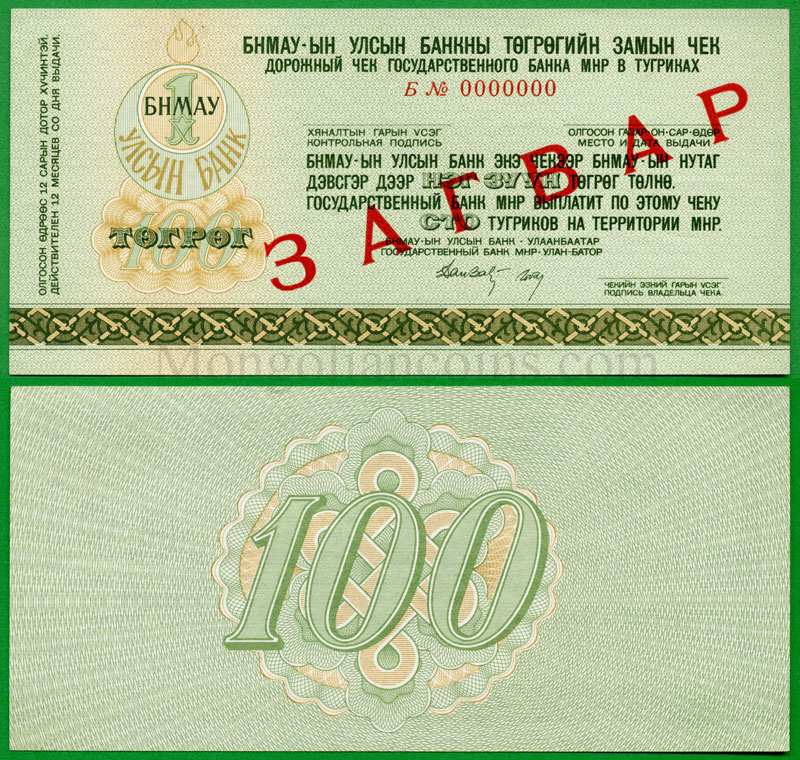 БНМАУ-ЫН УЛСЫН БАНКНЫ ТӨГРӨГИЙН ЗАМЫН ЧЕК
ДОРОЖНЫЙ ЧЕК ГОСУДАРСТВЕННОГО БАНКА МНР В ТУГРИКАХ
Б № 0000000
ОЛГОСОН ӨДРӨӨС 12 САРЫН ДОТОР ХҮЧИНТЭЙ.
ДЕЙСТВИТЕЛЕН 12 МЕСЯЦЕВ СО ДНЯ ВЫДАЧИ.
БНМАУ
УЛСЫН БАНК
100
ТӨГРӨГ
ХЯНАЛТЫН ГАРЫН ҮСЭГ
КОНТРОЛЬНАЯ ПОДПИСЬ
ОЛГОСОН ГАЗАР·ОН·САР·ӨДӨР
МЕСТО И ДАТА ВЫДАЧИ
БНМАУ-ЫН УЛСЫН БАНК ЭНЭ ЧЕКЭЭР БНМАУ-ЫН НУТАГ
ДЭВСГЭР ДЭЭР НЭГ ЗУУН ТӨГРӨГ ТӨЛНӨ.
ГОСУДАРСТВЕННЫЙ БАНК МНР ВЫПЛАТИТ ПО ЭТОМУ ЧЕКУ
СТО ТУГРИКОВ НА ТЕРРИТОРИИ МНР.
БНМАУ-ЫН УЛСЫН БАНК · УЛААНБААТАР
ГОСУДАРСТВЕННЫЙ БАНК МНР · УЛАН-БАТОР
ЧЕКИЙН ЭЗНИЙ ГАРЫН ҮСЭГ.
ПОДПИСЬ ВЛАДЕЛЬЦА ЧЕКА.
ЗАГВАР
Mongoliancoins.com
100